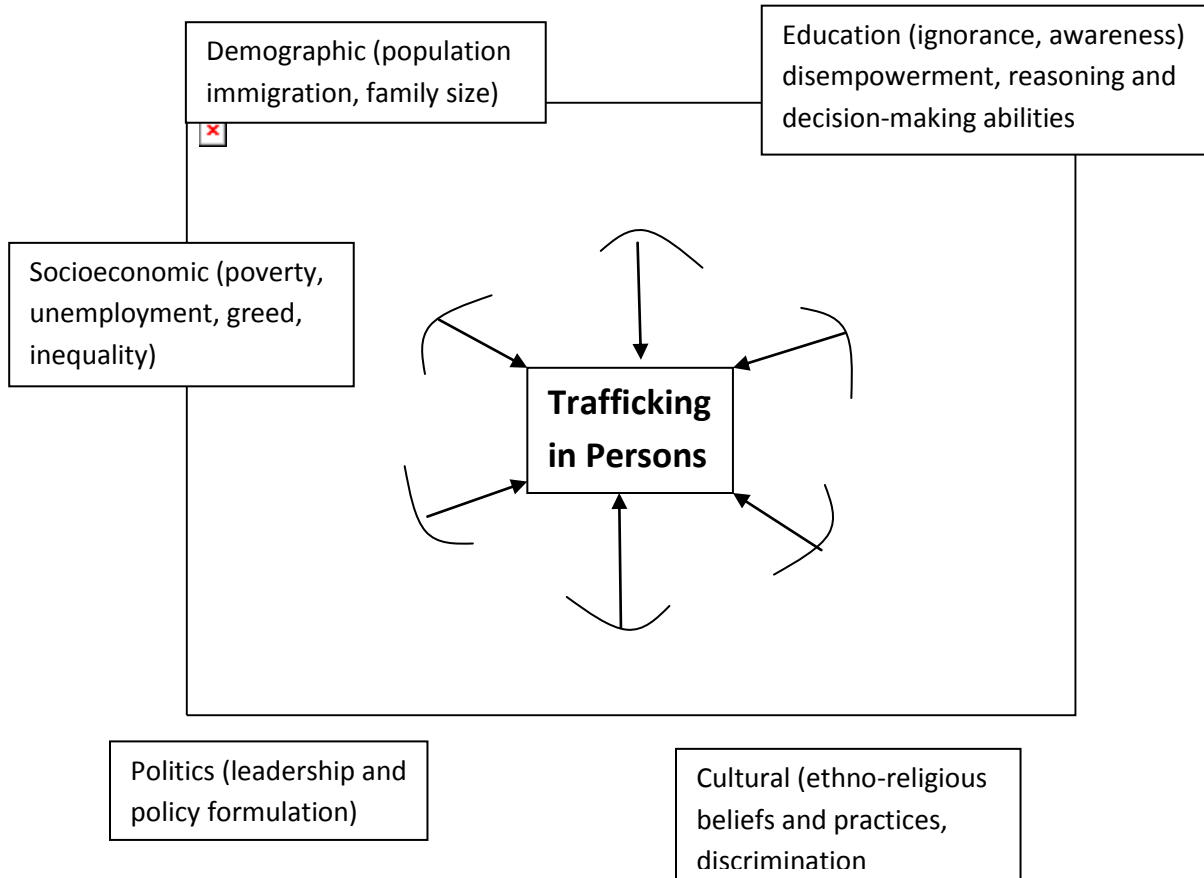 Demographic (population
immigration, family size)
Education (ignorance, awareness)
disempowerment, reasoning and
decision-making abilities
Socioeconomic (poverty,
unemployment, greed,
inequality)
Trafficking
in Persons
Politics (leadership and
policy formulation)
Cultural (ethno-religious
beliefs and practices,
discrimination